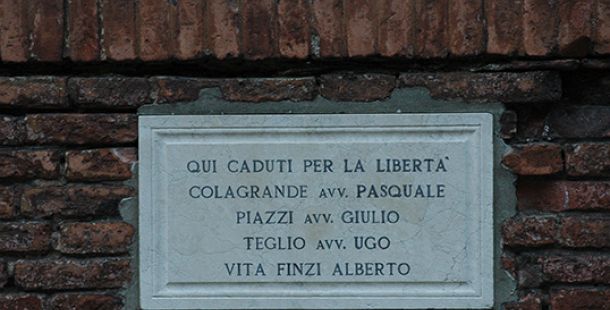 QUI CADUTI PER LA LIBERTA'
COLAGRANDE AVV. PASQUALE
PIAZZI AVV. GIULIO
TEGLIO AVV. UGO
VITA FINZI ALBERTO